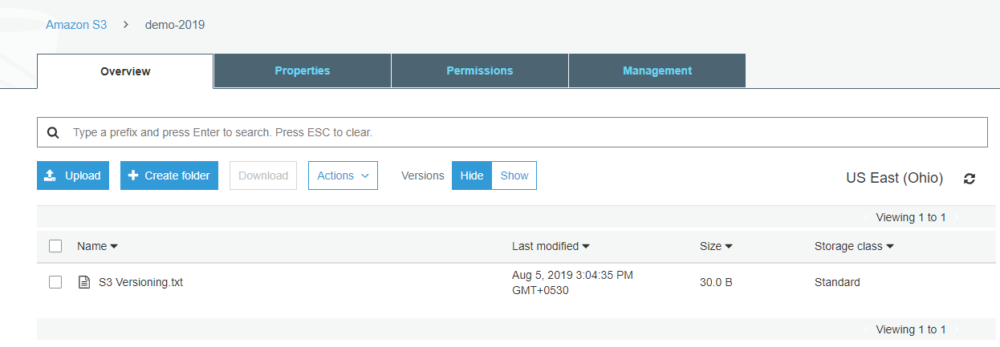 Amazon S3 > demo-2019
Overview Properties Permissions Management
Type a prefix and press Enter to search. Press ESC to clear.
Upload Create folder Download Actions Versions Hide Show US East (Ohio)
Viewing 1 to 1
Name Last modified Size Storage class
S3 Versioning.txt Aug 5, 2019 3:04:35 PM 30.0 B Standard
GMT+0530
Viewing 1 to 1